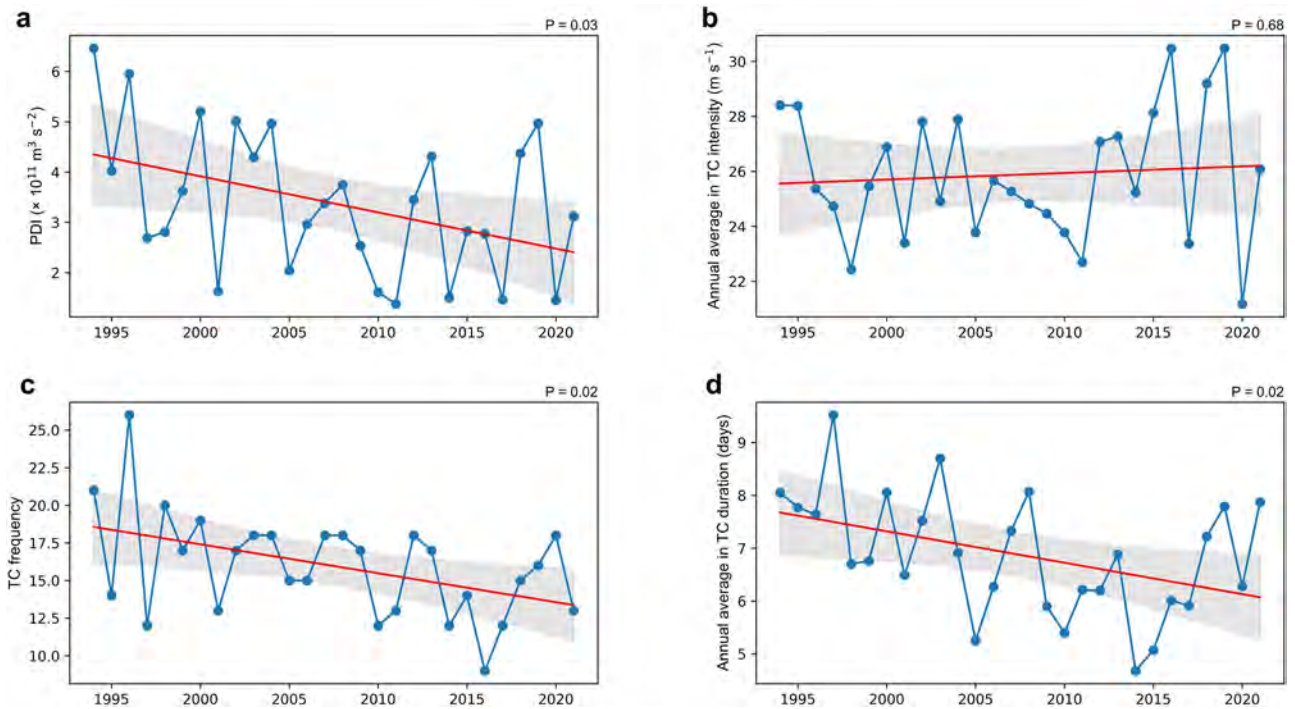 a
P = 0.03
PDI (× 10¹¹ m³ s⁻²)
6
5
4
3
2
1995 2000 2005 2010 2015 2020
b
P = 0.68
Annual average in TC intensity (m s⁻¹)
30
28
26
24
22
1995 2000 2005 2010 2015 2020
c
P = 0.02
TC frequency
25.0
22.5
20.0
17.5
15.0
12.5
10.0
1995 2000 2005 2010 2015 2020
d
P = 0.02
Annual average in TC duration (days)
9
8
7
6
5
1995 2000 2005 2010 2015 2020